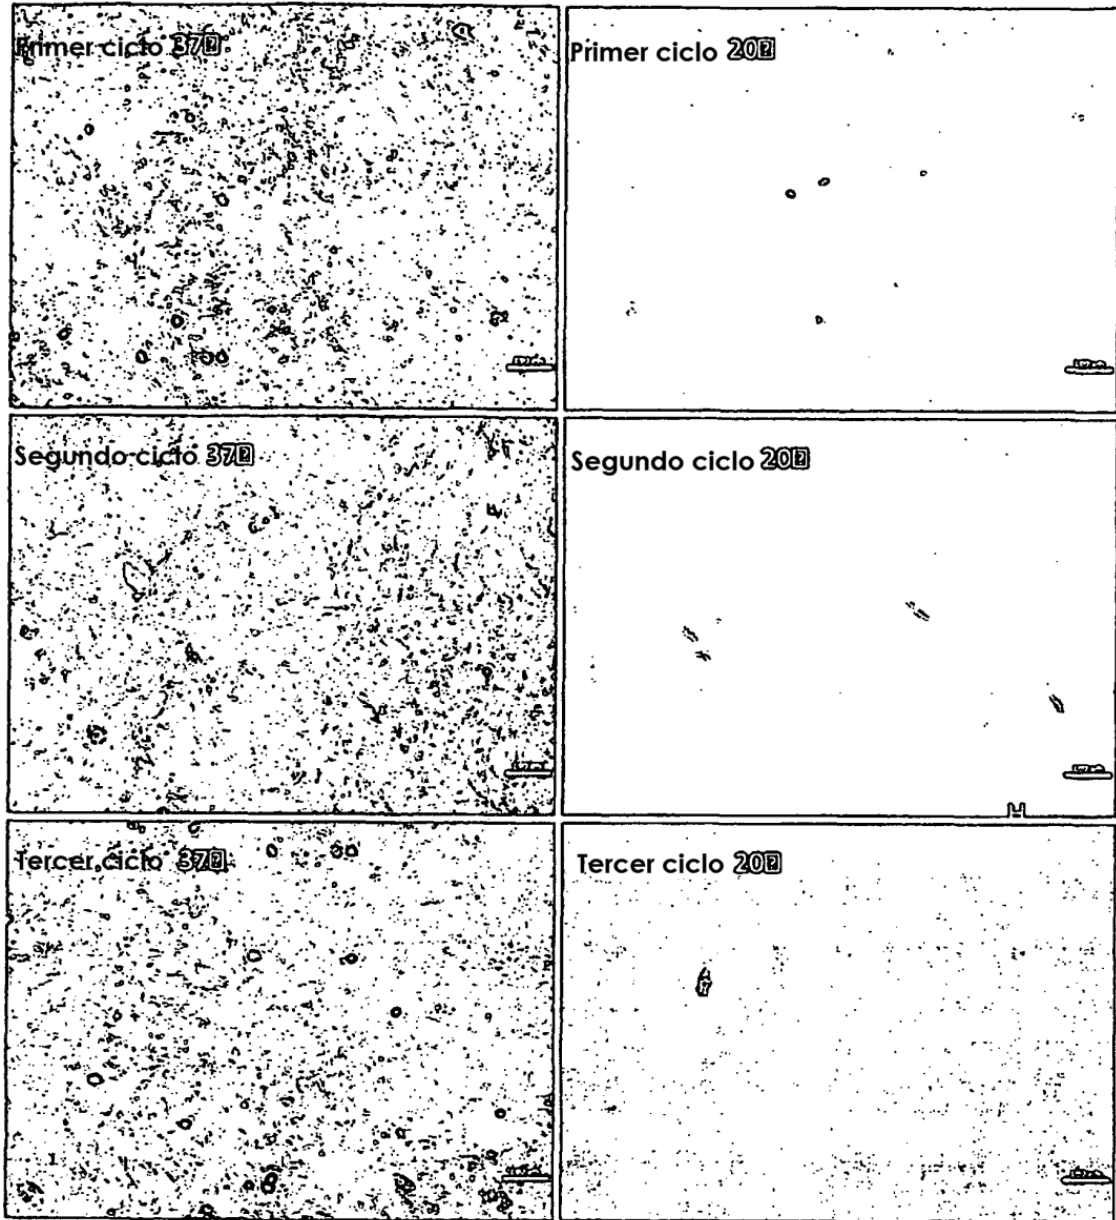 Primer ciclo 37
Primer ciclo 20
Segundo ciclo 37
Segundo ciclo 20
Tercer ciclo 37
Tercer ciclo 20